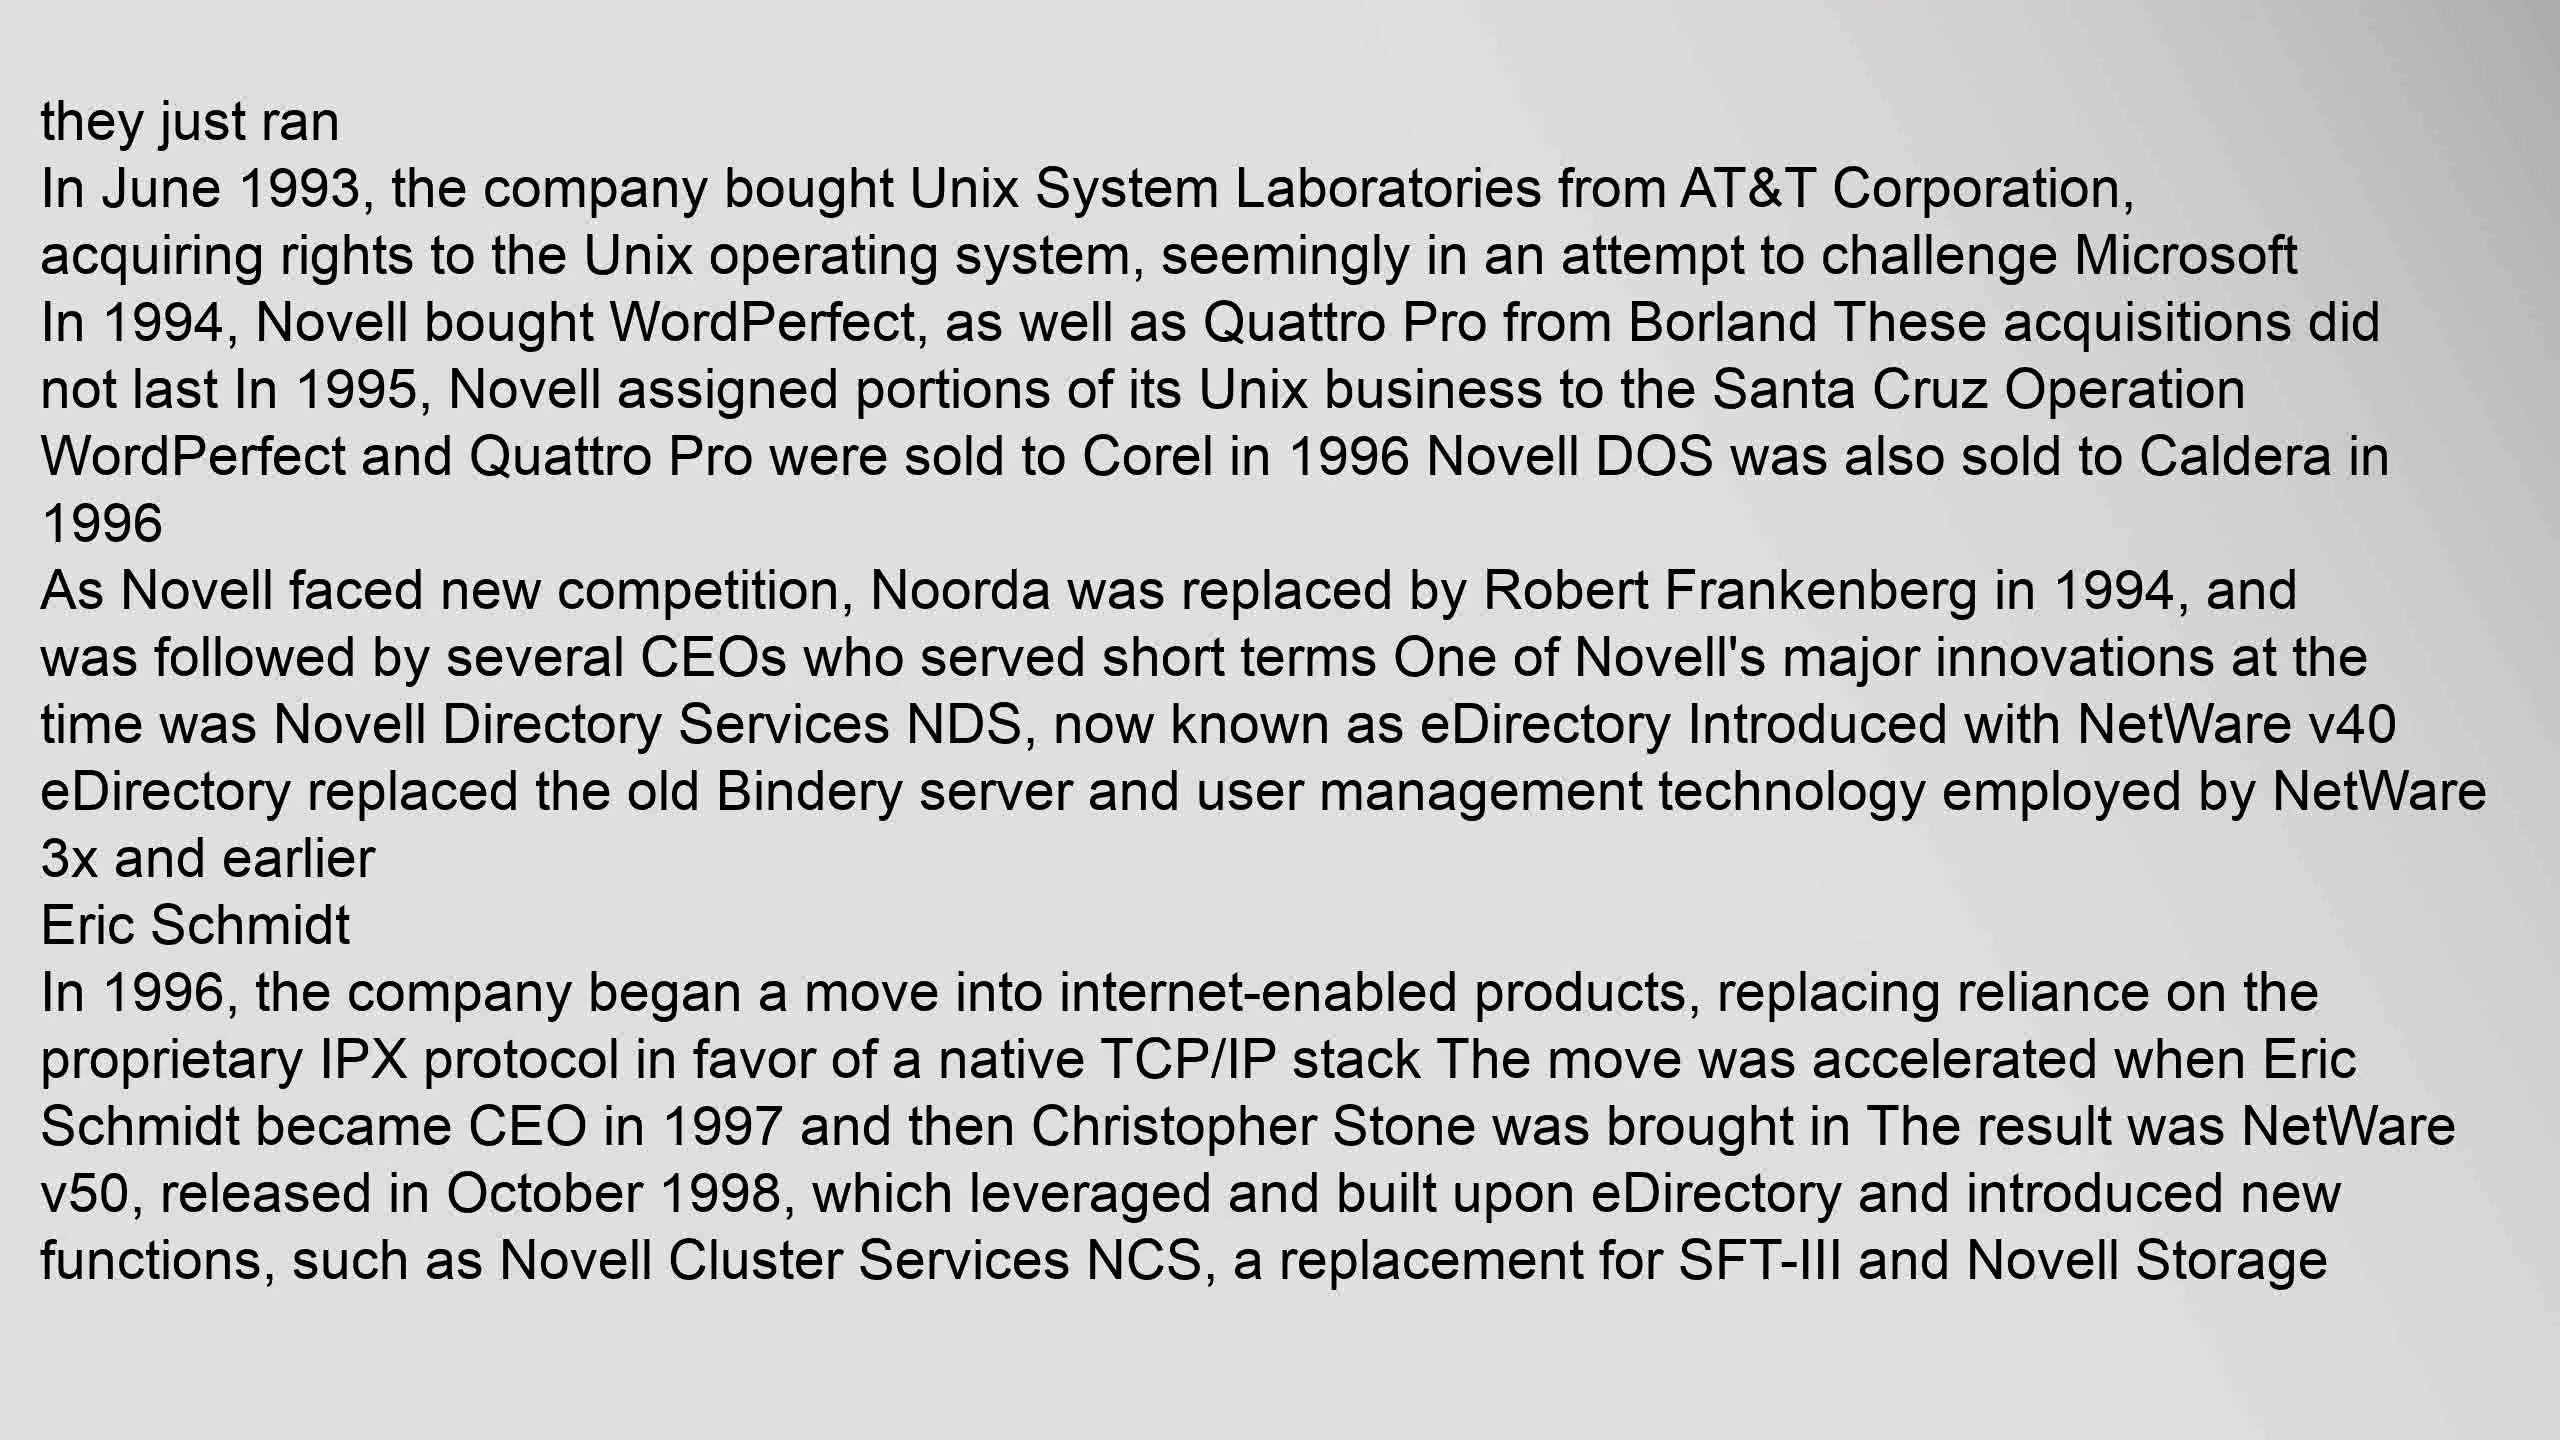 they just ran
In June 1993, the company bought Unix System Laboratories from AT&T Corporation,
acquiring rights to the Unix operating system, seemingly in an attempt to challenge Microsoft
In 1994, Novell bought WordPerfect, as well as Quattro Pro from Borland These acquisitions did
not last In 1995, Novell assigned portions of its Unix business to the Santa Cruz Operation
WordPerfect and Quattro Pro were sold to Corel in 1996 Novell DOS was also sold to Caldera in
1996
As Novell faced new competition, Noorda was replaced by Robert Frankenberg in 1994, and
was followed by several CEOs who served short terms One of Novell's major innovations at the
time was Novell Directory Services NDS, now known as eDirectory Introduced with NetWare v40
eDirectory replaced the old Bindery server and user management technology employed by NetWare
3x and earlier
Eric Schmidt
In 1996, the company began a move into internet-enabled products, replacing reliance on the
proprietary IPX protocol in favor of a native TCP/IP stack The move was accelerated when Eric
Schmidt became CEO in 1997 and then Christopher Stone was brought in The result was NetWare
v50, released in October 1998, which leveraged and built upon eDirectory and introduced new
functions, such as Novell Cluster Services NCS, a replacement for SFT-III and Novell Storage